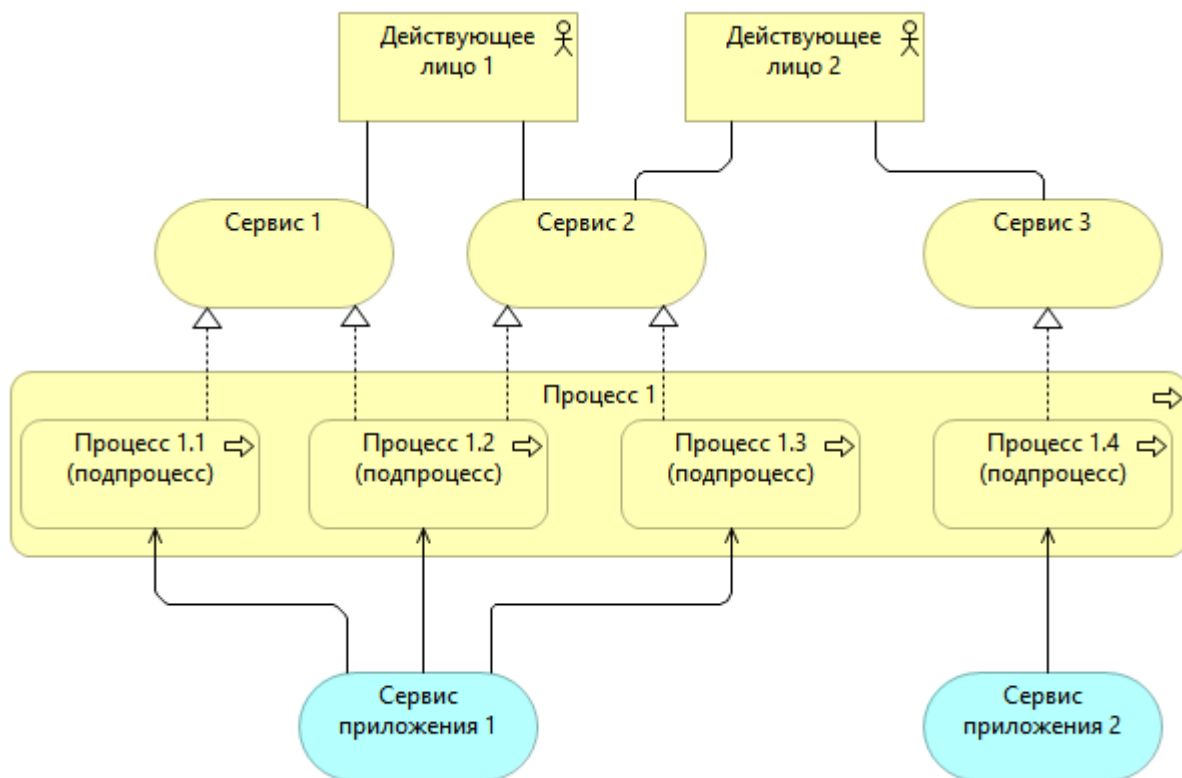 Действующее
лицо 1
Действующее
лицо 2
Сервис 1
Сервис 2
Сервис 3
Процесс 1
Процесс 1.1
(подпроцесс)
Процесс 1.2
(подпроцесс)
Процесс 1.3
(подпроцесс)
Процесс 1.4
(подпроцесс)
Сервис
приложения 1
Сервис
приложения 2